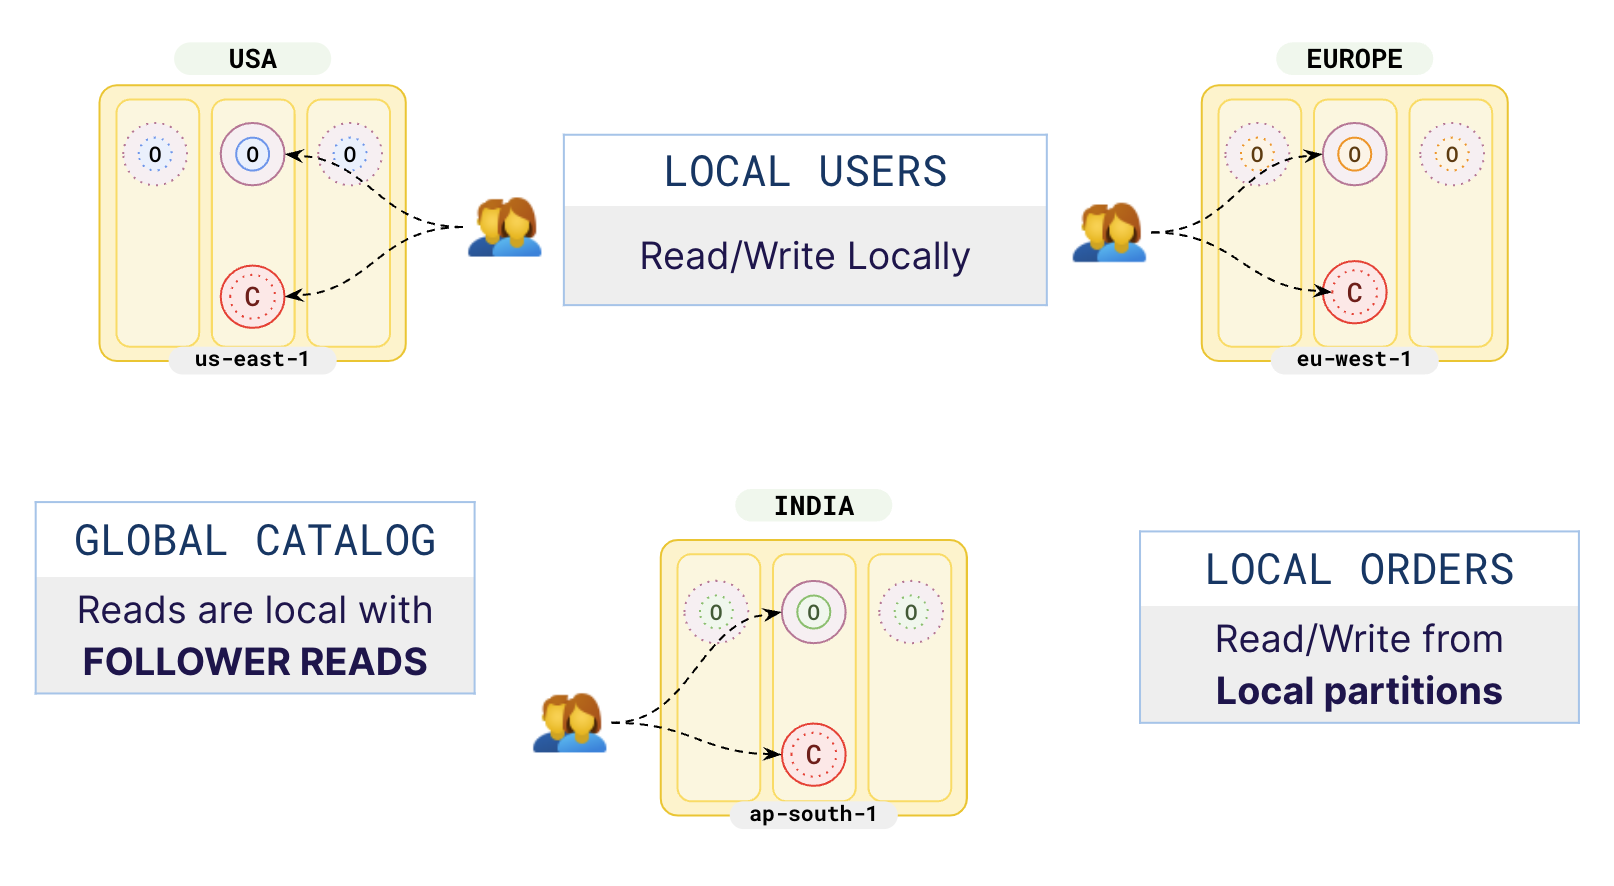 USA
O
O
O
C
us-east-1
LOCAL USERS
Read/Write Locally
EUROPE
O
O
O
C
eu-west-1
GLOBAL CATALOG
Reads are local with
FOLLOWER READS
INDIA
O
O
O
C
ap-south-1
LOCAL ORDERS
Read/Write from
Local partitions